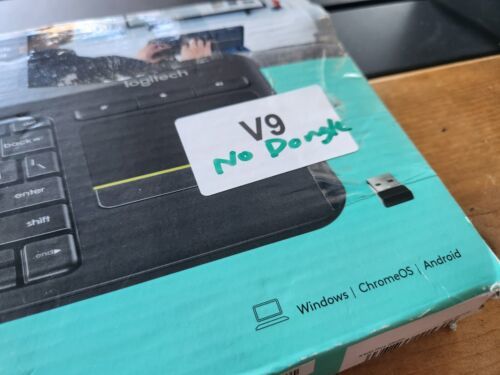 logitech
V9
No Dongle
back
enter
shift
end
Windows | ChromeOS | Android